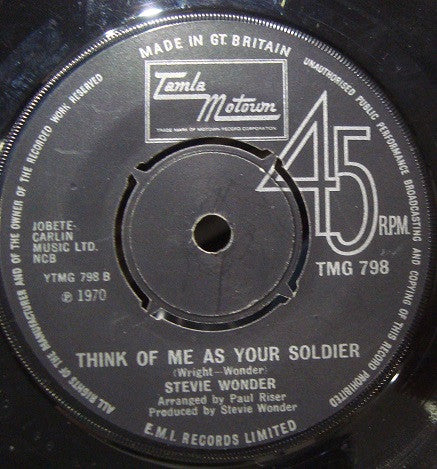 MADE IN GT. BRITAIN
UNAUTHORISED PUBLIC PERFORMANCE BROADCASTING AND COPYING OF THIS RECORD PROHIBITED
ALL RIGHTS OF THE MANUFACTURER AND OF THE OWNER OF THE RECORDED WORK RESERVED
Tamla
Motown
TRADE MARK OF MOTOWN RECORD CORPORATION
45
RPM.
TMG 798
JOBETE-
CARLIN
MUSIC LTD.
NCB
YTMG 798 B
Ⓟ 1970
THINK OF ME AS YOUR SOLDIER
(Wright-Wonder)
STEVIE WONDER
Arranged by Paul Riser
Produced by Stevie Wonder
E.M.I. RECORDS LIMITED